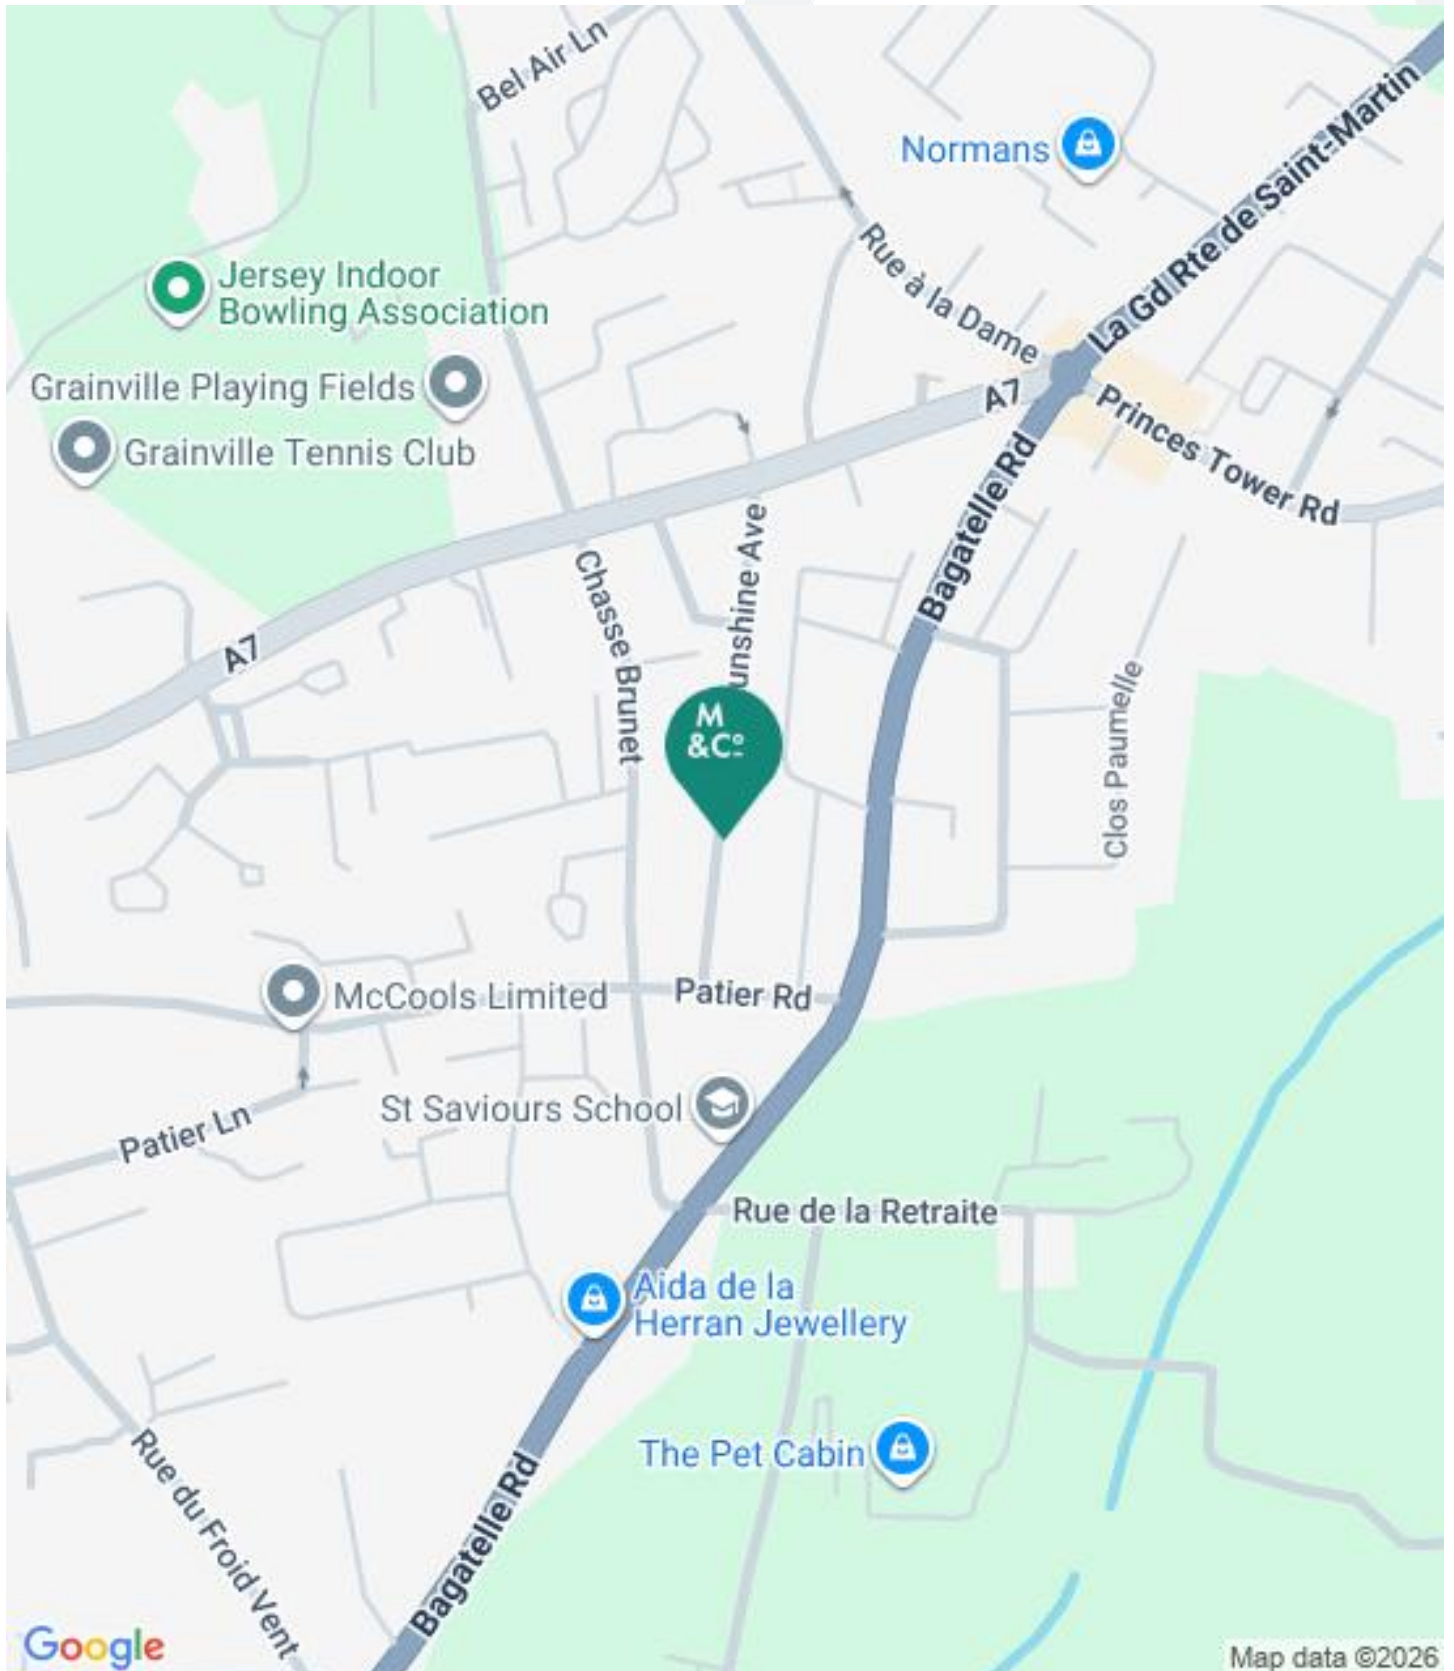 Bel Air Ln
Normans
La Gd Rte de Saint-Martin
Rue à la Dame
Jersey Indoor
Bowling Association
Grainville Playing Fields
A7
Princes Tower Rd
Grainville Tennis Club
Bagatelle Rd
unshine Ave
Chasse Brunet
A7
Clos Paumelle
M
&Cº
McCools Limited
Patier Rd
St Saviours School
Patier Ln
Rue de la Retraite
Aida de la
Herran Jewellery
The Pet Cabin
Rue du Froid Vent
Bagatelle Rd
Google
Map data ©2026